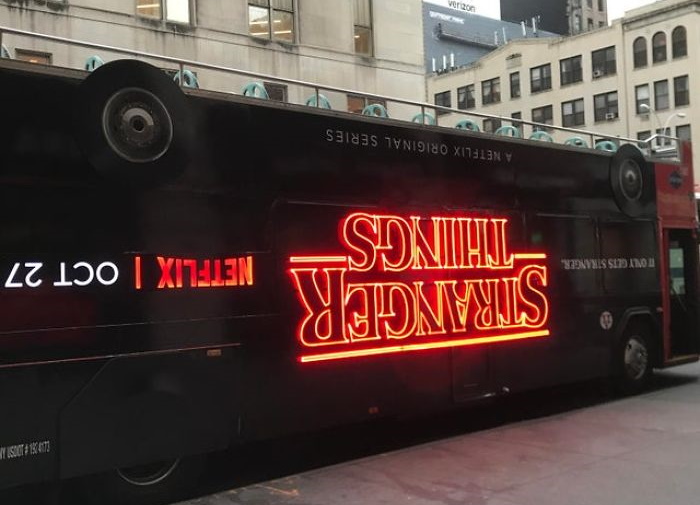 verizon
A NETFLIX ORIGINAL SERIES
STRANGER
THINGS
NETFLIX | OCT 27
IT ONLY GETS STRANGER.